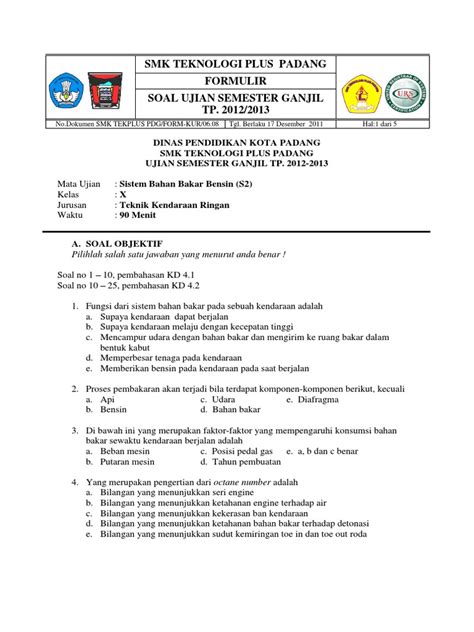 SMK TEKNOLOGI PLUS PADANG
FORMULIR
SOAL UJIAN SEMESTER GANJIL
TP. 2012/2013
No.Dokumen SMK TEKPLUS PDG/FORM-KUR/06.08 Tgl. Berlaku 17 Desember 2011 Hal:1 dari 5
URS
DINAS PENDIDIKAN KOTA PADANG
SMK TEKNOLOGI PLUS PADANG
UJIAN SEMESTER GANJIL TP. 2012-2013
Mata Ujian : Sistem Bahan Bakar Bensin (S2)
Kelas : X
Jurusan : Teknik Kendaraan Ringan
Waktu : 90 Menit
A. SOAL OBJEKTIF
Pilihlah salah satu jawaban yang menurut anda benar !
Soal no 1 – 10, pembahasan KD 4.1
Soal no 10 – 25, pembahasan KD 4.2
1. Fungsi dari sistem bahan bakar pada sebuah kendaraan adalah
a. Supaya kendaraan dapat berjalan
b. Supaya kendaraan melaju dengan kecepatan tinggi
c. Mencampur udara dengan bahan bakar dan mengirim ke ruang bakar dalam
bentuk kabut
d. Memperbesar tenaga pada kendaraan
e. Memberikan bensin pada kendaraan pada saat berjalan
2. Proses pembakaran akan terjadi bila terdapat komponen-komponen berikut, kecuali
a. Api c. Udara e. Diafragma
b. Bensin d. Bahan bakar
3. Di bawah ini yang merupakan faktor-faktor yang mempengaruhi konsumsi bahan
bakar sewaktu kendaraan berjalan adalah
a. Beban mesin c. Posisi pedal gas e. a, b dan c benar
b. Putaran mesin d. Tahun pembuatan
4. Yang merupakan pengertian dari octane number adalah
a. Bilangan yang menunjukkan seri engine
b. Bilangan yang menunjukkan ketahanan engine terhadap air
c. Bilangan yang menunjukkan kekerasan ban kendaraan
d. Bilangan yang menunjukkan ketahanan bahan bakar terhadap detonasi
e. Bilangan yang menunjukkan sudut kemiringan toe in dan toe out roda